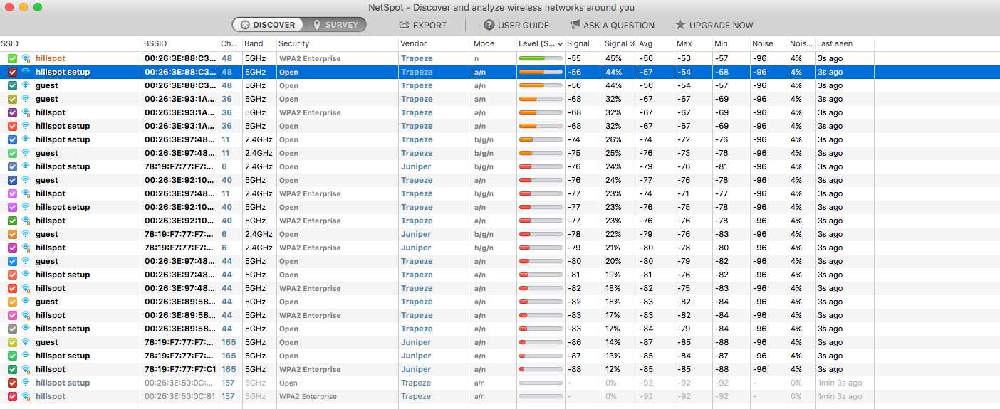 NetSpot - Discover and analyze wireless networks around you
DISCOVER SURVEY EXPORT USER GUIDE ASK A QUESTION UPGRADE NOW
SSID BSSID Ch... Band Security Vendor Mode Level (S... Signal Signal % Avg Max Min Noise Nois... Last seen
hillspot 00:26:3E:88:C3... 48 5GHz WPA2 Enterprise Trapeze n -55 45% -56 -53 -57 -96 4% 3s ago
hillspot setup 00:26:3E:88:C3... 48 5GHz Open Trapeze a/n -56 44% -57 -54 -58 -96 4% 3s ago
guest 00:26:3E:88:C3... 48 5GHz Open Trapeze a/n -56 44% -56 -54 -57 -96 4% 3s ago
guest 00:26:3E:93:1A... 36 5GHz Open Trapeze a/n -68 32% -67 -67 -69 -96 4% 3s ago
hillspot 00:26:3E:93:1A... 36 5GHz WPA2 Enterprise Trapeze a/n -68 32% -67 -67 -69 -96 4% 3s ago
hillspot setup 00:26:3E:93:1A... 36 5GHz Open Trapeze a/n -68 32% -67 -67 -69 -96 4% 3s ago
hillspot setup 00:26:3E:97:48... 11 2.4GHz Open Trapeze b/g/n -74 26% -74 -72 -76 -96 4% 3s ago
guest 00:26:3E:97:48... 11 2.4GHz Open Trapeze b/g/n -75 25% -76 -73 -76 -96 4% 3s ago
hillspot setup 78:19:F7:77:F7:... 6 2.4GHz Open Juniper b/g/n -76 24% -79 -76 -81 -96 4% 3s ago
guest 00:26:3E:92:10... 40 5GHz Open Trapeze a/n -76 24% -77 -76 -78 -96 4% 3s ago
hillspot 00:26:3E:97:48... 11 2.4GHz WPA2 Enterprise Trapeze b/g/n -77 23% -74 -71 -77 -96 4% 3s ago
hillspot setup 00:26:3E:92:10... 40 5GHz Open Trapeze a/n -77 23% -77 -75 -78 -96 4% 3s ago
hillspot 00:26:3E:92:10... 40 5GHz WPA2 Enterprise Trapeze a/n -77 23% -76 -76 -78 -96 4% 3s ago
guest 78:19:F7:77:F7:... 6 2.4GHz Open Juniper b/g/n -78 22% -79 -76 -83 -96 4% 3s ago
hillspot 78:19:F7:77:F7:... 6 2.4GHz WPA2 Enterprise Juniper b/g/n -79 21% -80 -78 -80 -96 4% 3s ago
guest 00:26:3E:97:48... 44 5GHz Open Trapeze a/n -80 20% -80 -79 -82 -96 4% 3s ago
hillspot setup 00:26:3E:97:48... 44 5GHz Open Trapeze a/n -81 19% -81 -76 -82 -96 4% 3s ago
hillspot 00:26:3E:97:48... 44 5GHz WPA2 Enterprise Trapeze a/n -82 18% -82 -75 -83 -96 4% 3s ago
guest 00:26:3E:89:58... 44 5GHz Open Trapeze a/n -82 18% -83 -82 -84 -96 4% 3s ago
hillspot 00:26:3E:89:58... 44 5GHz WPA2 Enterprise Trapeze a/n -83 17% -83 -82 -84 -96 4% 3s ago
hillspot setup 00:26:3E:89:58... 44 5GHz Open Trapeze a/n -83 17% -84 -79 -84 -96 4% 3s ago
guest 78:19:F7:77:F7:... 165 5GHz Open Juniper a/n -86 14% -87 -85 -88 -96 4% 3s ago
hillspot setup 78:19:F7:77:F7:... 165 5GHz Open Juniper a/n -87 13% -85 -84 -87 -96 4% 3s ago
hillspot 78:19:F7:77:F7:C1 165 5GHz WPA2 Enterprise Juniper a/n -88 12% -85 -85 -88 -96 4% 3s ago
hillspot setup 00:26:3E:50:0C:... 157 5GHz Open Trapeze a/n - 0% -92 -92 -92 - 0% 1min 3s ago
hillspot 00:26:3E:50:0C:81 157 5GHz WPA2 Enterprise Trapeze a/n - 0% -92 -92 -92 - 0% 1min 3s ago